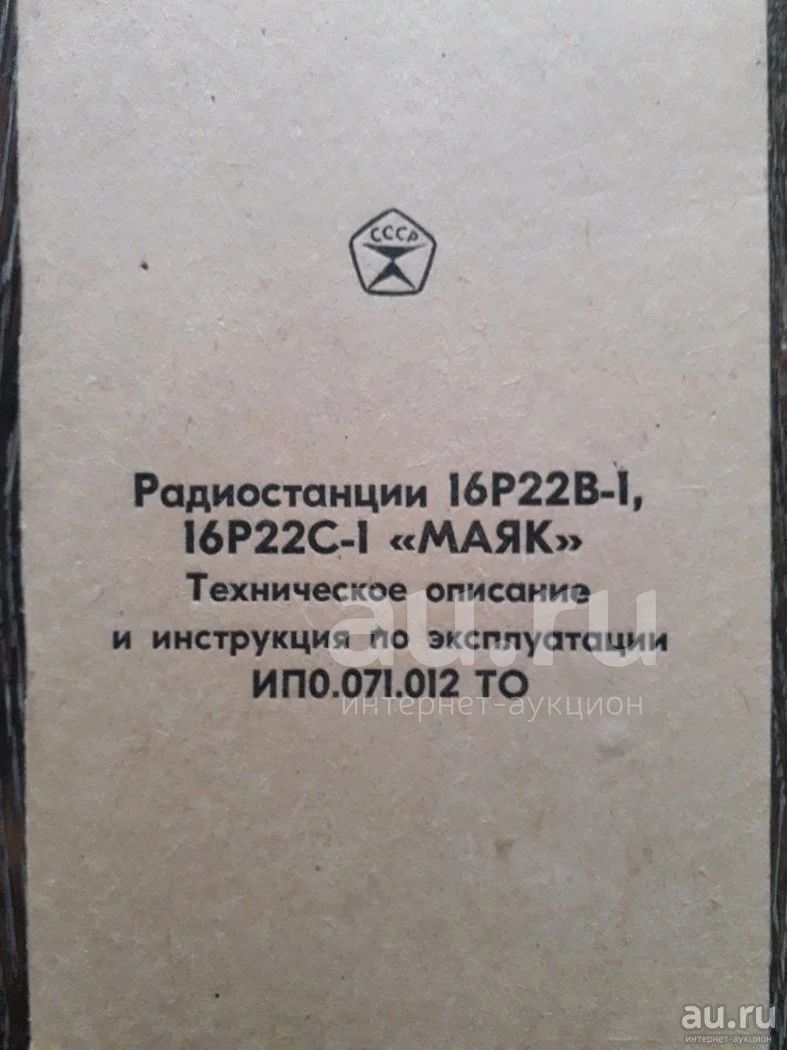 СССР
Радиостанции 16Р22В-1,
16Р22С-1 «МАЯК»
Техническое описание
и инструкция по эксплуатации
ИП0.071.012 ТО
au.ru
интернет-аукцион
au.ru
интернет-аукцион